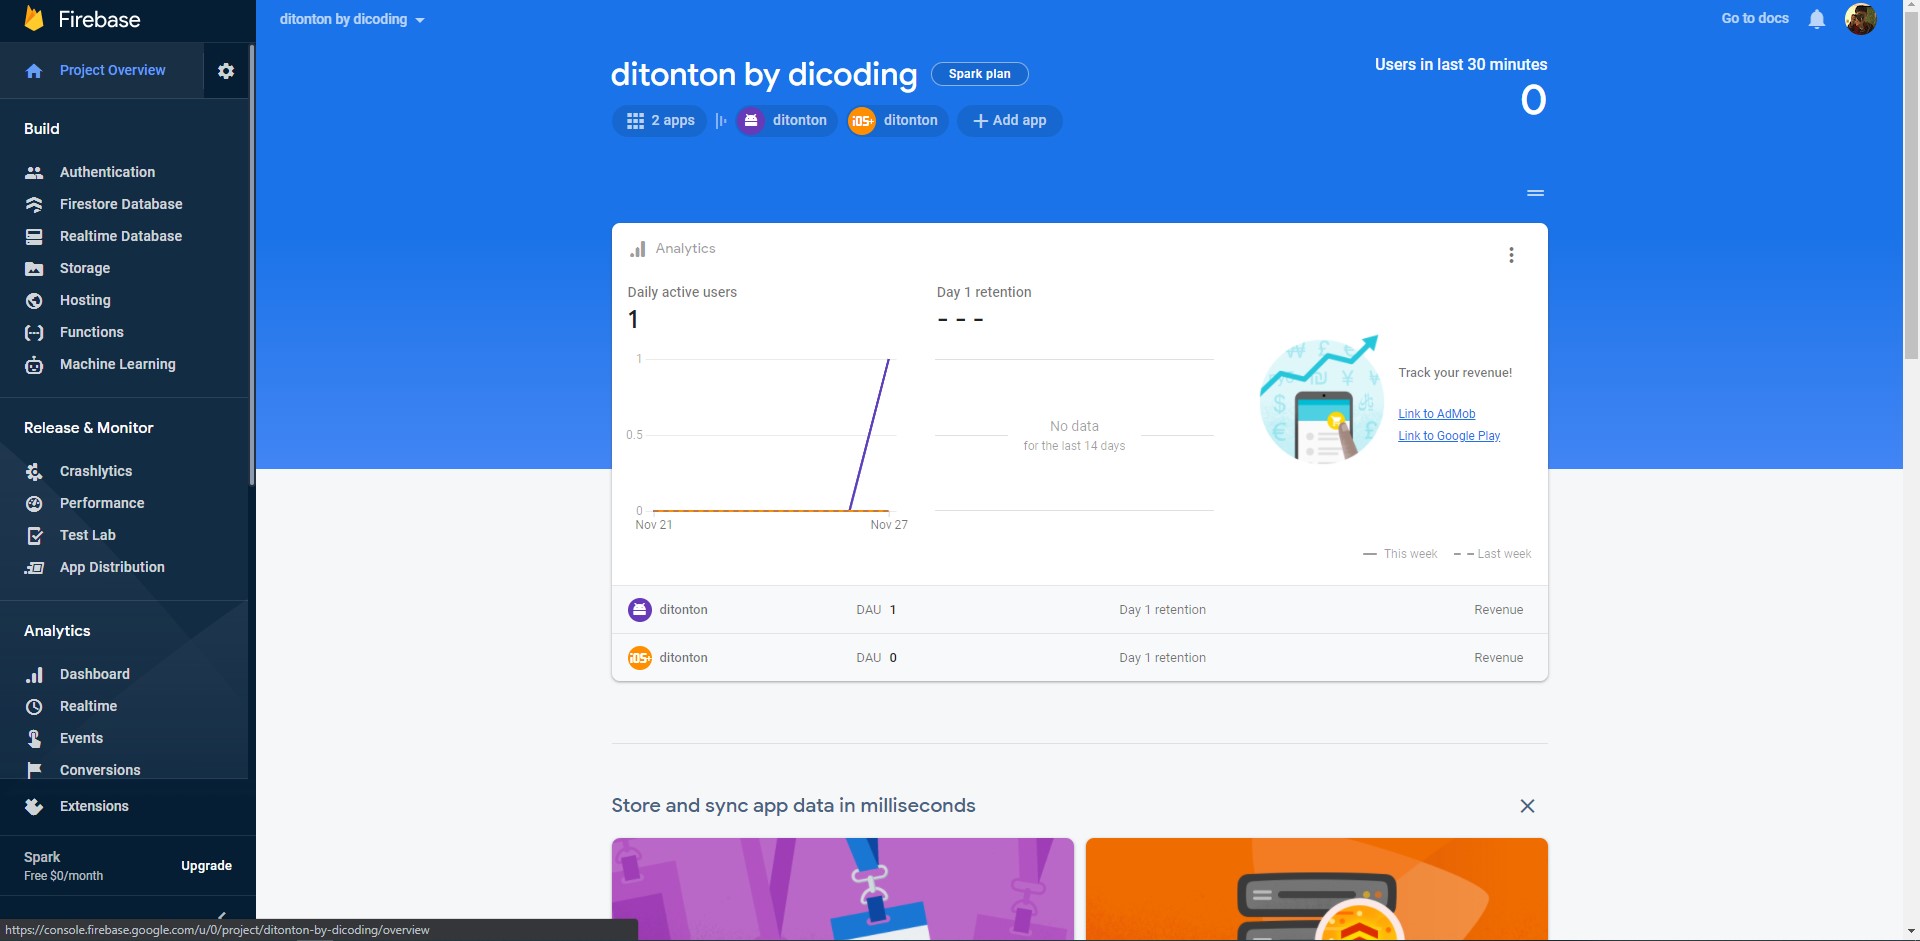 Firebase
ditonton by dicoding
Go to docs
Project Overview
ditonton by dicoding
Spark plan
Users in last 30 minutes
0
2 apps
ditonton
iOS+
ditonton
Add app
Build
Authentication
Firestore Database
Realtime Database
Storage
Hosting
Functions
Machine Learning
Release & Monitor
Crashlytics
Performance
Test Lab
App Distribution
Analytics
Dashboard
Realtime
Events
Conversions
Extensions
Spark
Free $0/month
Upgrade
Analytics
Daily active users
1
1
0.5
0
Nov 21
Nov 27
Day 1 retention
- - -
No data
for the last 14 days
Track your revenue!
Link to AdMob
Link to Google Play
This week
Last week
ditonton DAU 1 Day 1 retention Revenue
iOS+ ditonton DAU 0 Day 1 retention Revenue
Store and sync app data in milliseconds
https://console.firebase.google.com/u/0/project/ditonton-by-dicoding/overview